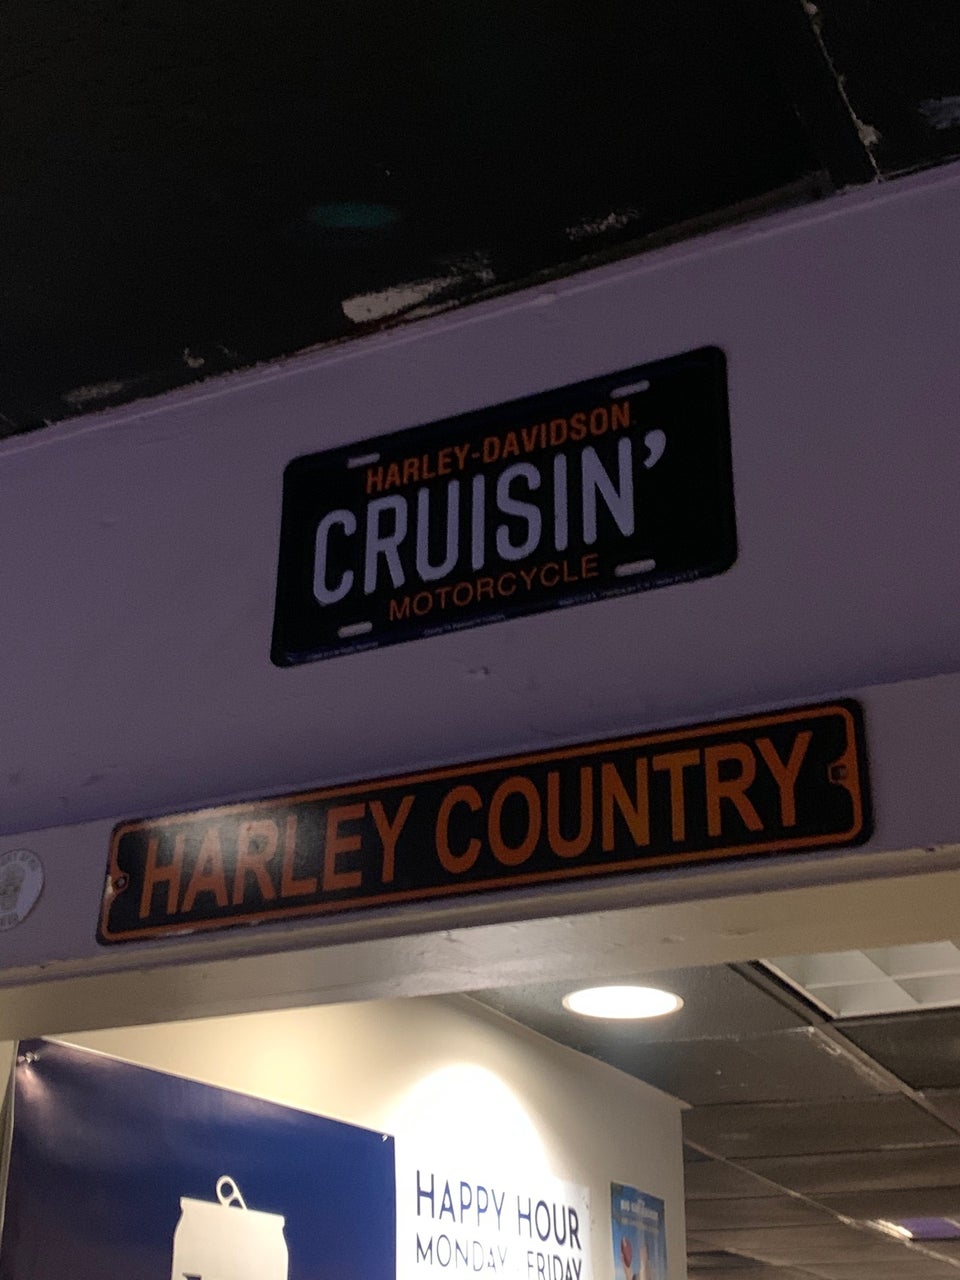 HARLEY-DAVIDSON
CRUISIN'
MOTORCYCLE
HARLEY COUNTRY
HAPPY HOUR
MONDAY - FRIDAY